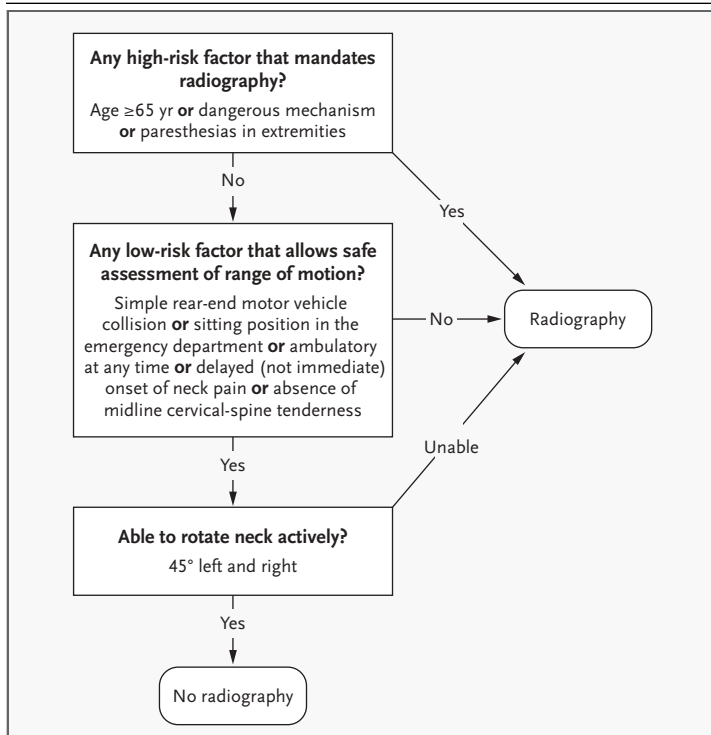 Any high-risk factor that mandates
radiography?
Age ≥65 yr or dangerous mechanism
or paresthasias in extremities
No
Yes
Any low-risk factor that allows safe
assessment of range of motion?
Simple rear-end motor vehicle
collision or sitting position in the
emergency department or ambulatory
at any time or delayed (not immediate)
onset of neck pain or absence of
midline cervical-spine tenderness
No
Radiography
Unable
Yes
Able to rotate neck actively?
45° left and right
Yes
No radiography